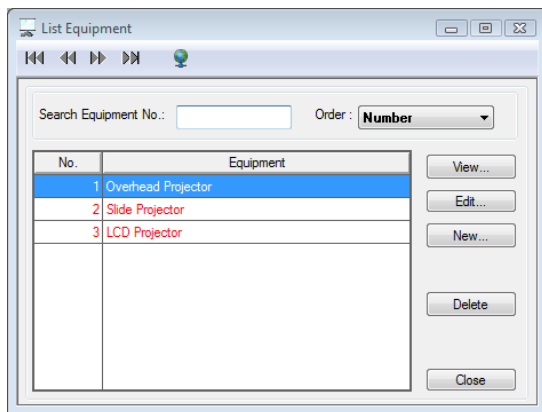 List Equipment
Search Equipment No.: Order : Number
No. Equipment
1 Overhead Projector
2 Slide Projector
3 LCD Projector
View...
Edit...
New...
Delete
Close